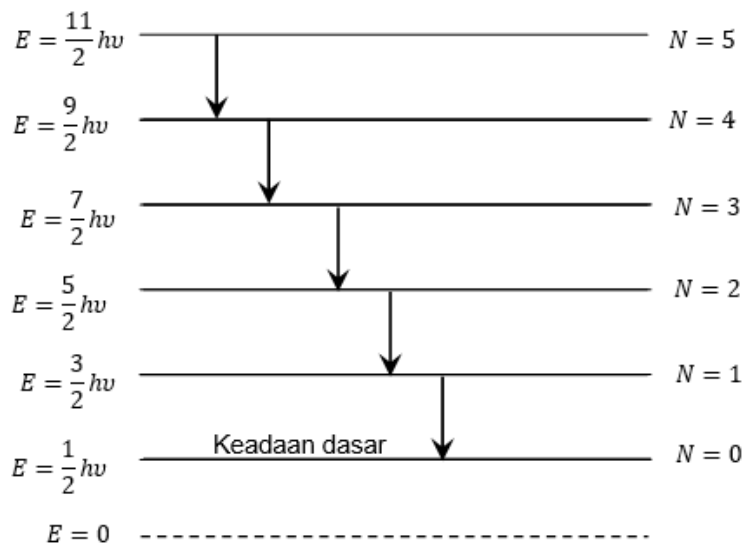 E = 11/2 hυ N = 5
E = 9/2 hυ N = 4
E = 7/2 hυ N = 3
E = 5/2 hυ N = 2
E = 3/2 hυ N = 1
Keadaan dasar
E = 1/2 hυ N = 0
E = 0